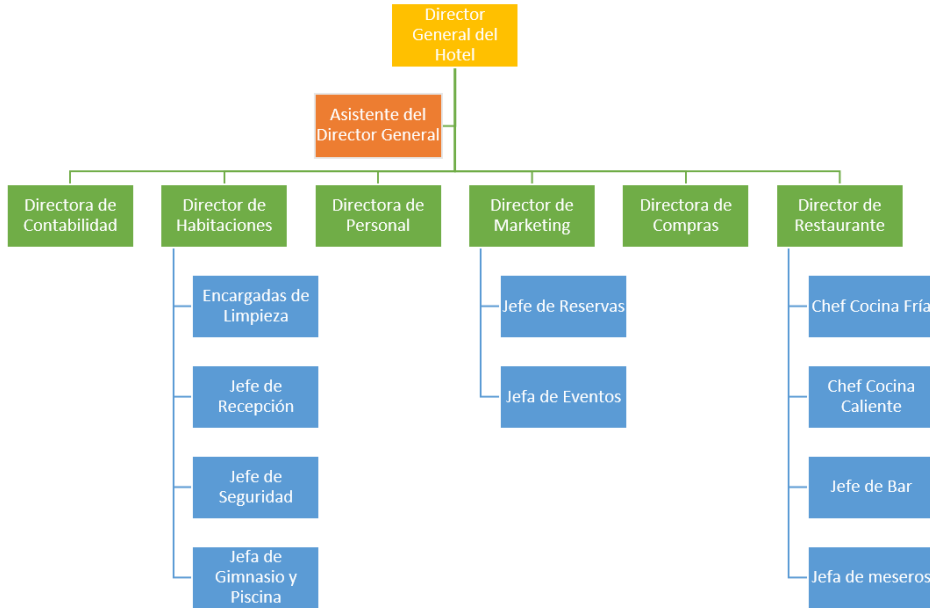 Director
General del
Hotel
Asistente del
Director General
Directora de
Contabilidad
Director de
Habitaciones
Directora de
Personal
Director de
Marketing
Directora de
Compras
Director de
Restaurante
Encargadas de
Limpieza
Jefe de
Recepción
Jefe de
Seguridad
Jefa de
Gimnasio y
Piscina
Jefe de Reservas
Jefa de Eventos
Chef Cocina Fría
Chef Cocina
Caliente
Jefe de Bar
Jefa de meseros